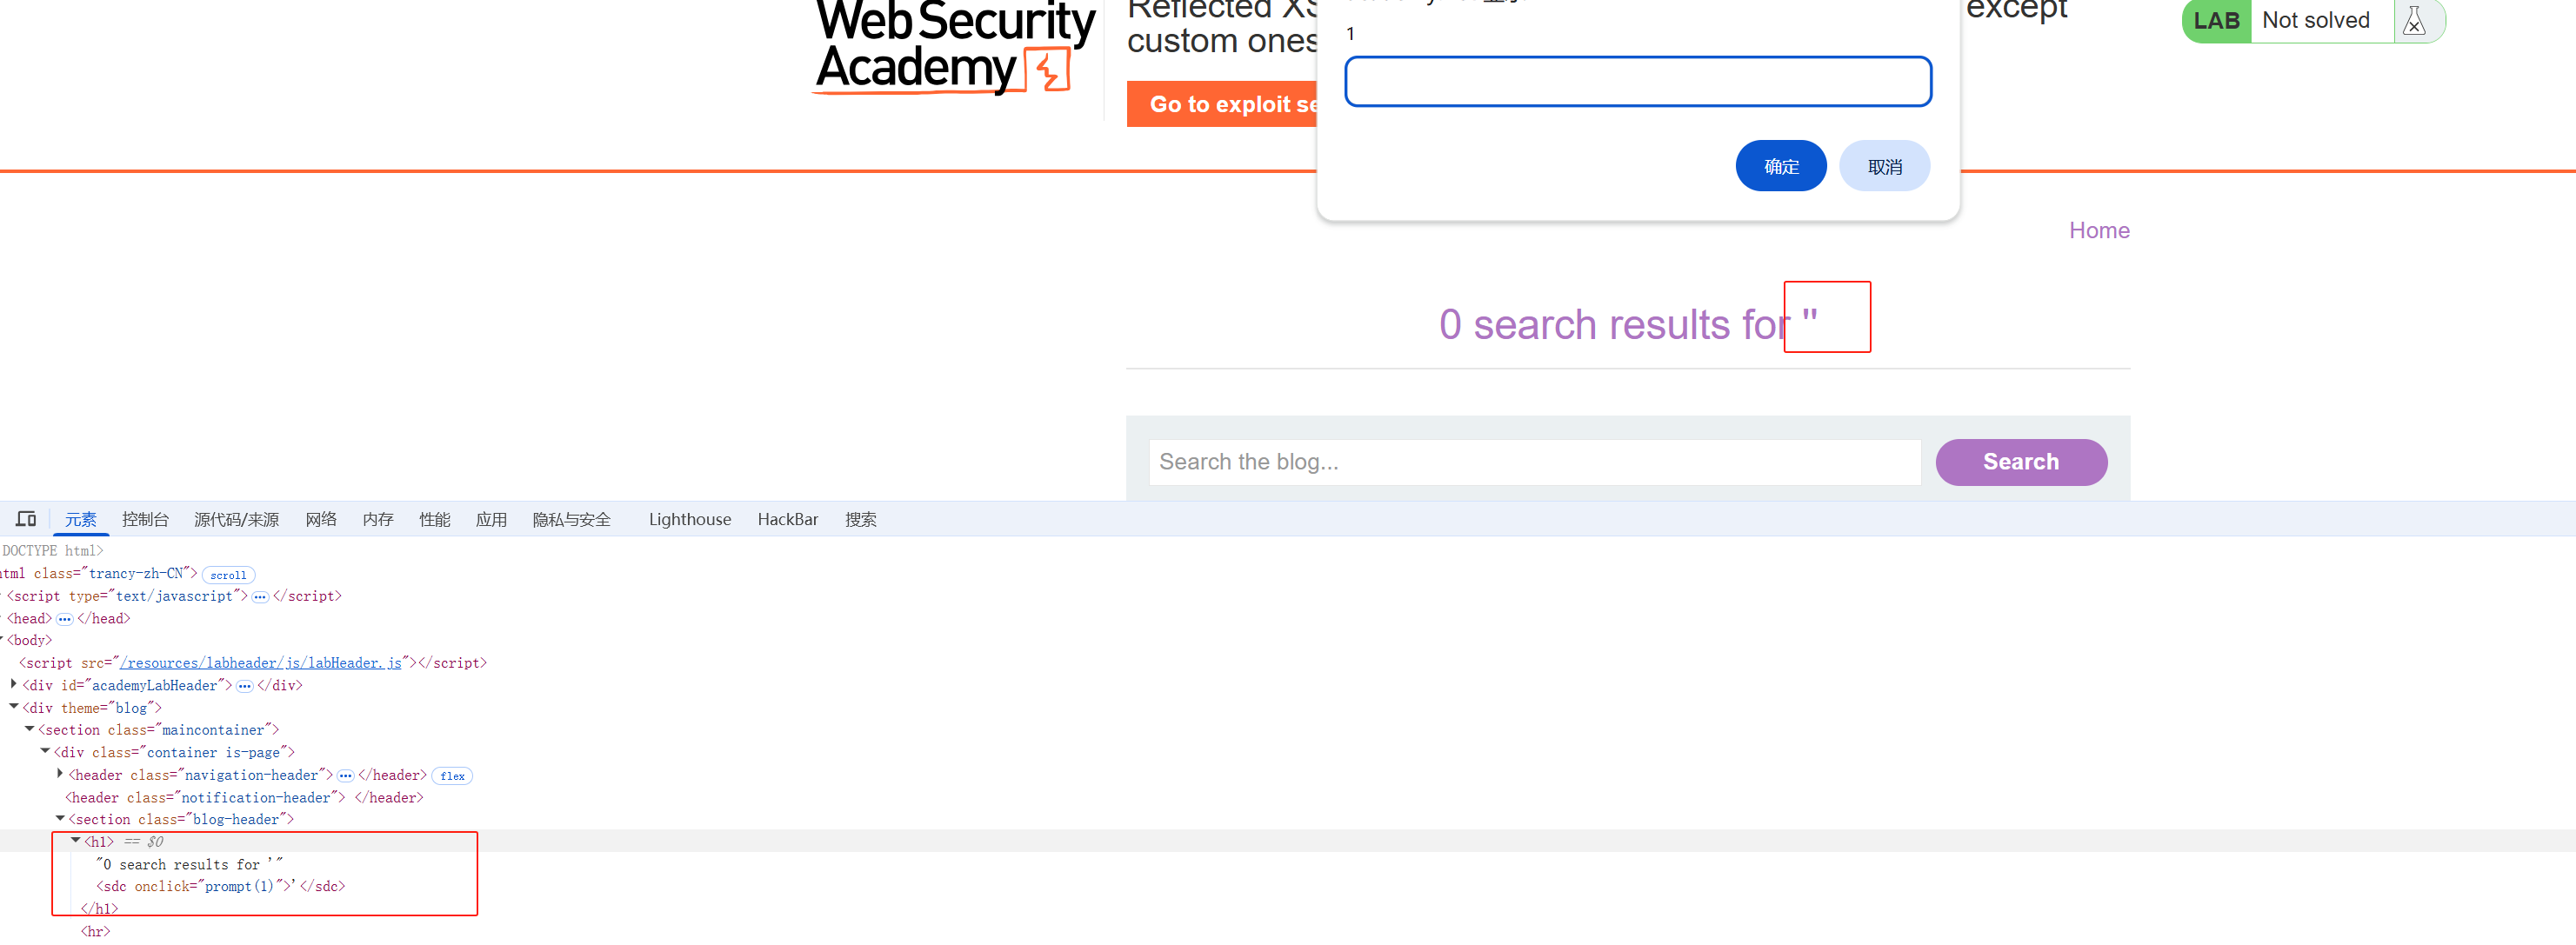 Web Security
Academy
Reflected XS
except
custom ones
LAB Not solved
1
Go to exploit se
确定 取消
Home
0 search results for ''
Search the blog...
Search
元素 控制台 源代码/来源 网络 内存 性能 应用 隐私与安全 Lighthouse HackBar 搜索
DOCTYPE html>
html class="trancy-zh-CN"> scroll
<script type="text/javascript"> ••• </script>
<head> ••• </head>
<body>
<script src="/resources/labheader/js/labHeader.js"></script>
<div id="academyLabHeader"> ••• </div>
<div theme="blog">
<section class="maincontainer">
<div class="container is-page">
<header class="navigation-header"> ••• </header> flex
<header class="notification-header"> </header>
<section class="blog-header">
<h1> == $0
"0 search results for '"
<sdc onclick="prompt(1)">'</sdc>
</h1>
<hr>